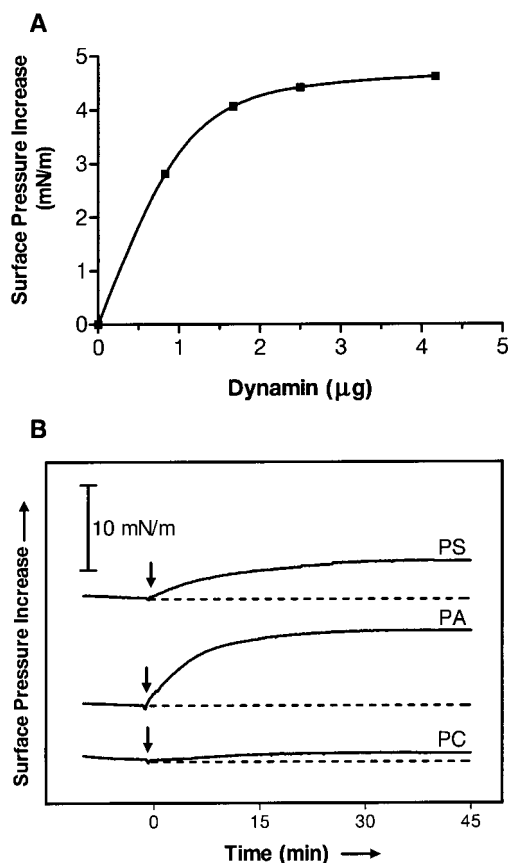 A
Surface Pressure Increase
(mN/m)
5
4
3
2
1
0
0 1 2 3 4 5
Dynamin (μg)
B
Surface Pressure Increase
10 mN/m
PS
PA
PC
0 15 30 45
Time (min)